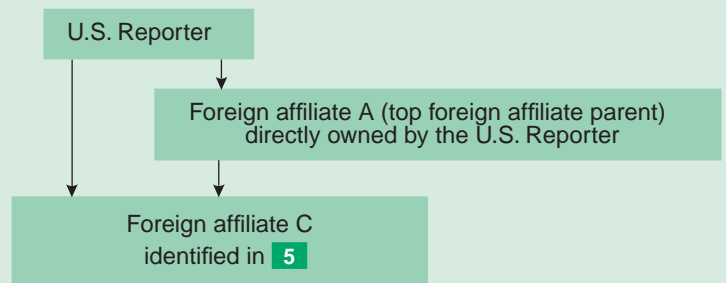 U.S. Reporter
Foreign affiliate A (top foreign affiliate parent)
directly owned by the U.S. Reporter
Foreign affiliate C
identified in 5